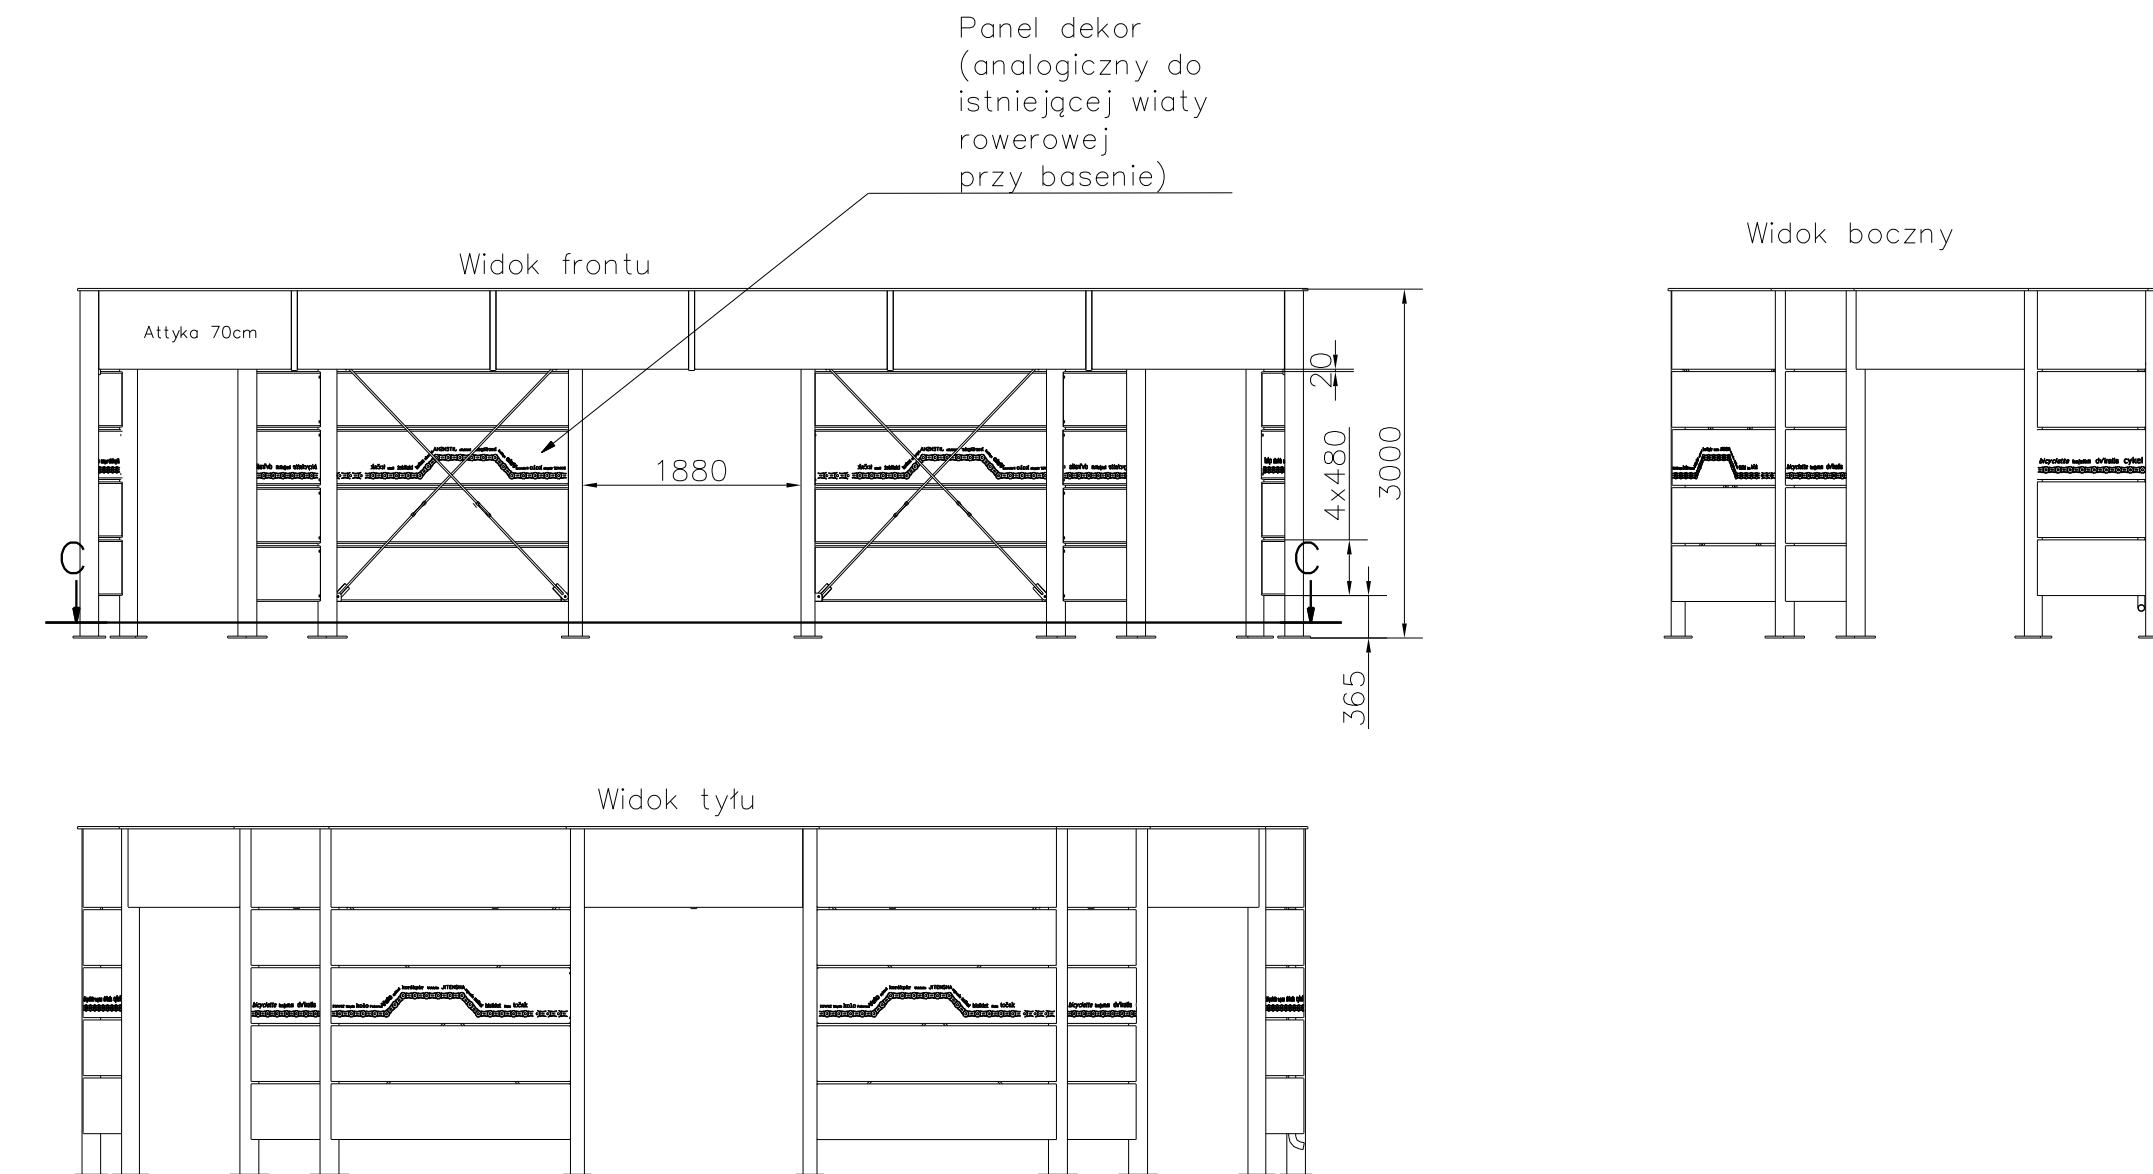 Panel dekor
(analogiczny do
istniejącej wiaty
rowerowej
przy basenie)
Widok boczny
Widok frontu
Attyka 70cm
20
1880
4x480
3000
C
C
365
Widok tyłu